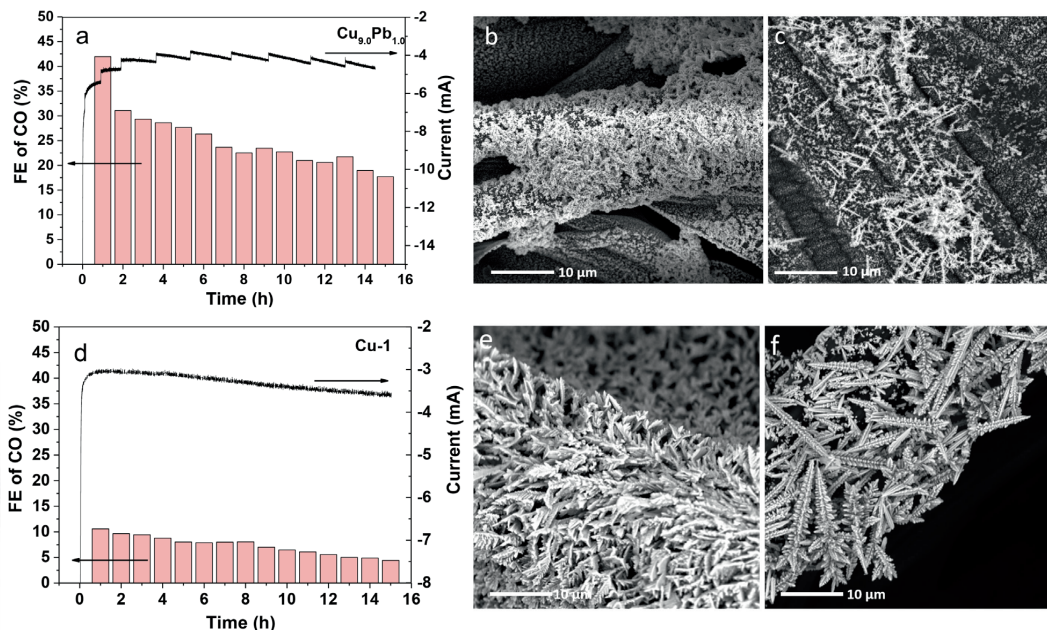 a
Cu9.0Pb1.0
FE of CO (%)
50
45
40
35
30
25
20
15
10
5
0
-2
-4
-6
-8
-10
-12
-14
Current (mA)
0 2 4 6 8 10 12 14 16
Time (h)
b
10 μm
c
10 μm
d
Cu-1
FE of CO (%)
50
45
40
35
30
25
20
15
10
5
0
-2
-3
-4
-5
-6
-7
-8
Current (mA)
0 2 4 6 8 10 12 14 16
Time (h)
e
10 μm
f
10 μm